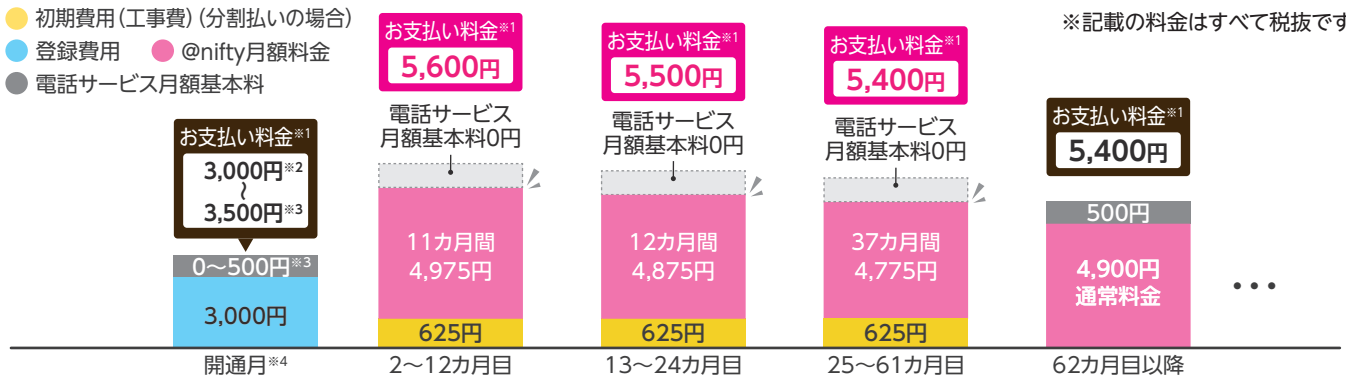 初期費用(工事費)(分割払いの場合)
登録費用 @nifty月額料金
電話サービス月額基本料
※記載の料金はすべて税抜です
お支払い料金※1
3,000円※2
〜
3,500円※3
0〜500円※3
3,000円
開通月※4
お支払い料金※1
5,600円
電話サービス
月額基本料0円
11カ月間
4,975円
625円
2〜12カ月目
お支払い料金※1
5,500円
電話サービス
月額基本料0円
12カ月間
4,875円
625円
13〜24カ月目
お支払い料金※1
5,400円
電話サービス
月額基本料0円
37カ月間
4,775円
625円
25〜61カ月目
お支払い料金※1
5,400円
500円
4,900円
通常料金
62カ月目以降
•••